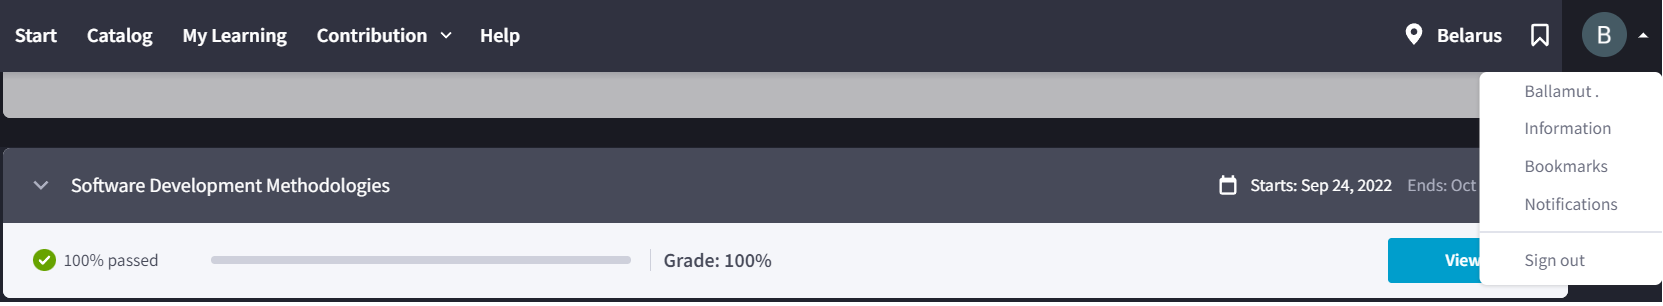 Start Catalog My Learning Contribution Help Belarus B
Ballamut .
Information
Bookmarks
Notifications
Sign out
Software Development Methodologies Starts: Sep 24, 2022 Ends: Oct
100% passed Grade: 100% View